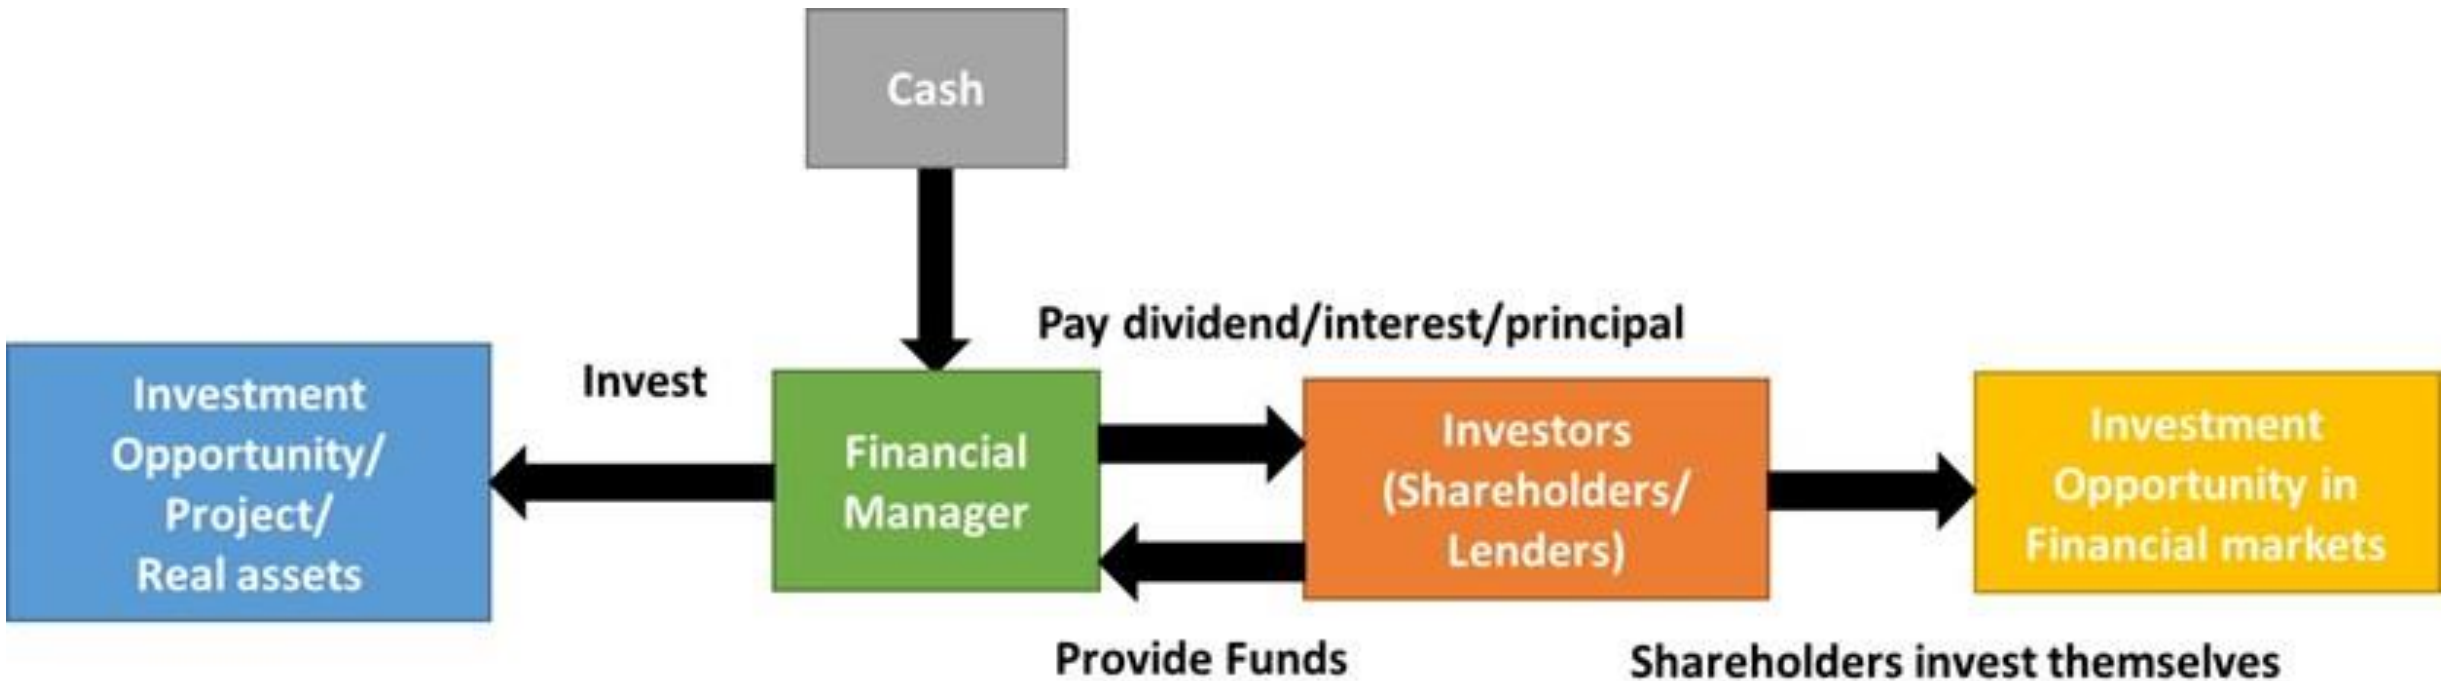 Cash
Pay dividend/interest/principal
Invest
Investment
Opportunity/
Project/
Real assets
Financial
Manager
Investors
(Shareholders/
Lenders)
Investment
Opportunity in
Financial markets
Provide Funds
Shareholders invest themselves